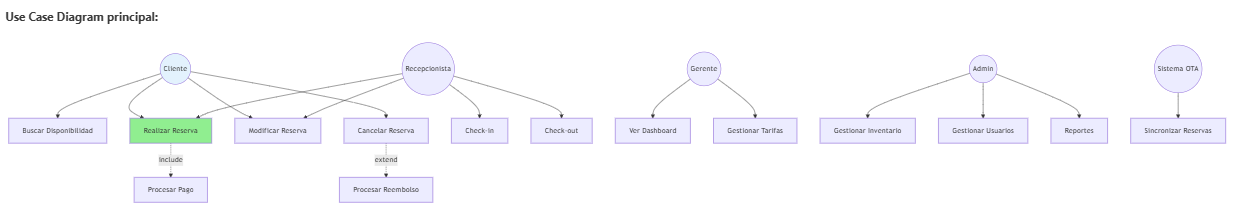 Use Case Diagram principal:
Cliente
Recepcionista
Gerente
Admin
Sistema OTA
Buscar Disponibilidad
Realizar Reserva
Modificar Reserva
Cancelar Reserva
Check-in
Check-out
Ver Dashboard
Gestionar Tarifas
Gestionar Inventario
Gestionar Usuarios
Reportes
Sincronizar Reservas
include
extend
Procesar Pago
Procesar Reembolso